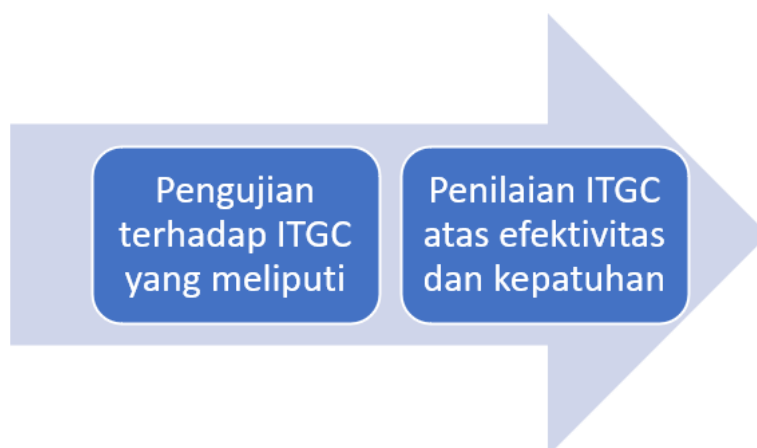 Pengujian
terhadap ITGC
yang meliputi
Penilaian ITGC
atas efektivitas
dan kepatuhan